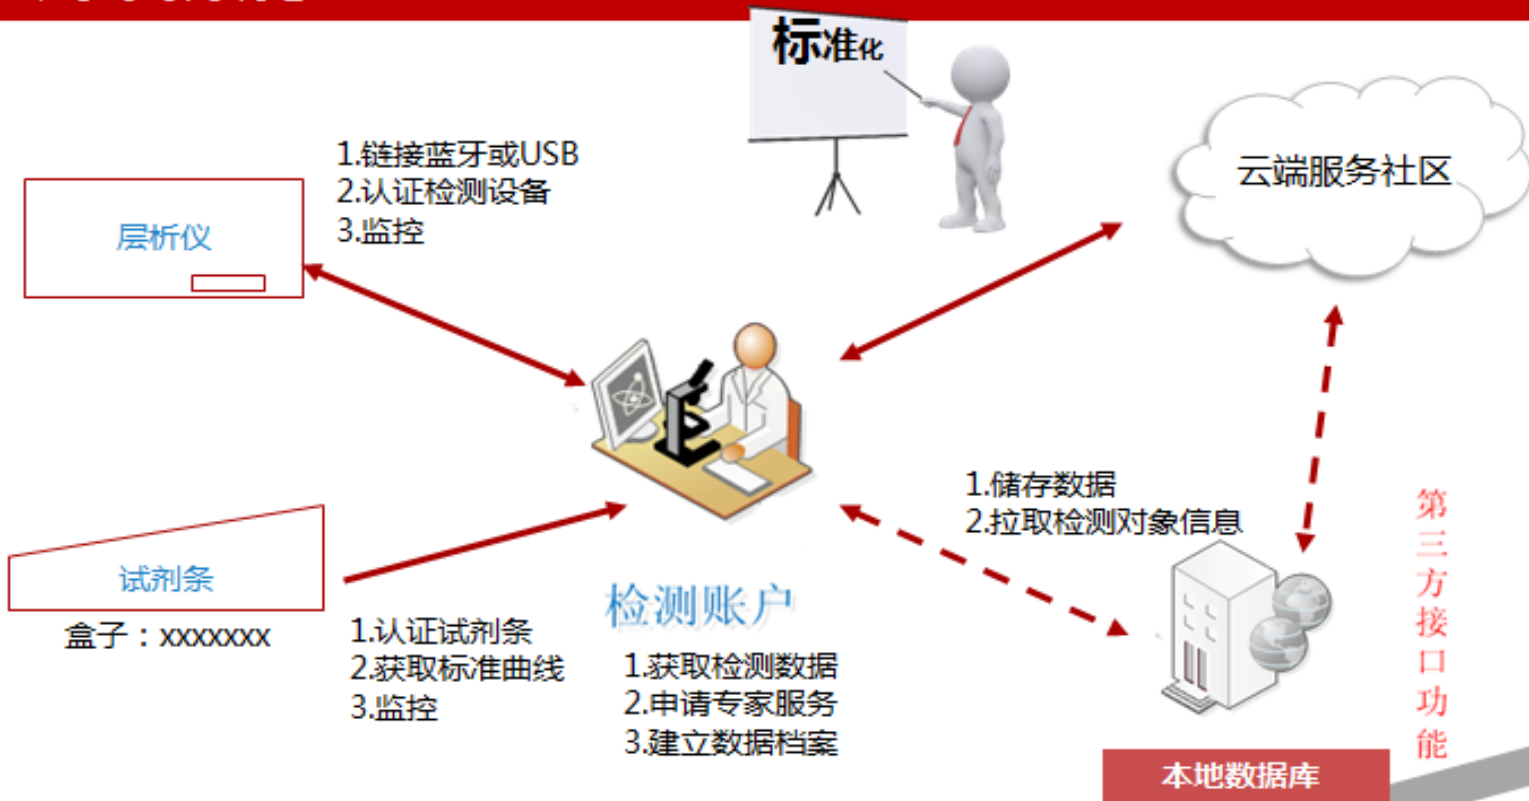 标准化
1.链接蓝牙或USB
2.认证检测设备
3.监控
层析仪
云端服务社区
1.储存数据
2.拉取检测对象信息
试剂条
盒子：xxxxxxx
1.认证试剂条
2.获取标准曲线
3.监控
检测账户
1.获取检测数据
2.申请专家服务
3.建立数据档案
第三方接口功能
本地数据库